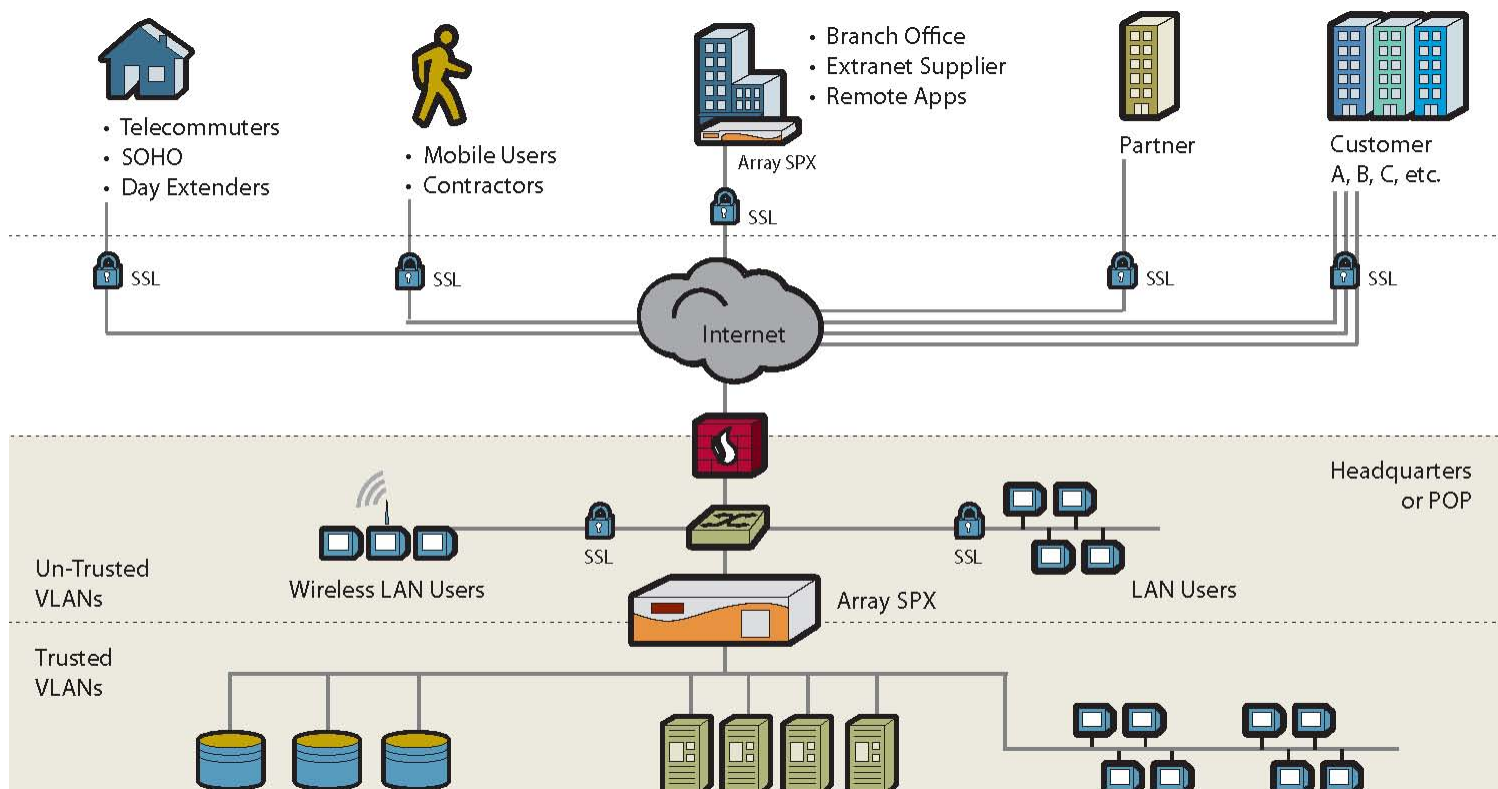 • Telecommuters
• SOHO
• Day Extenders
• Mobile Users
• Contractors
• Branch Office
• Extranet Supplier
• Remote Apps
Array SPX
Partner
Customer
A, B, C, etc.
SSL
SSL
SSL
SSL
SSL
Internet
Headquarters
or POP
Un-Trusted
VLANs
Wireless LAN Users
SSL
SSL
LAN Users
Array SPX
Trusted
VLANs